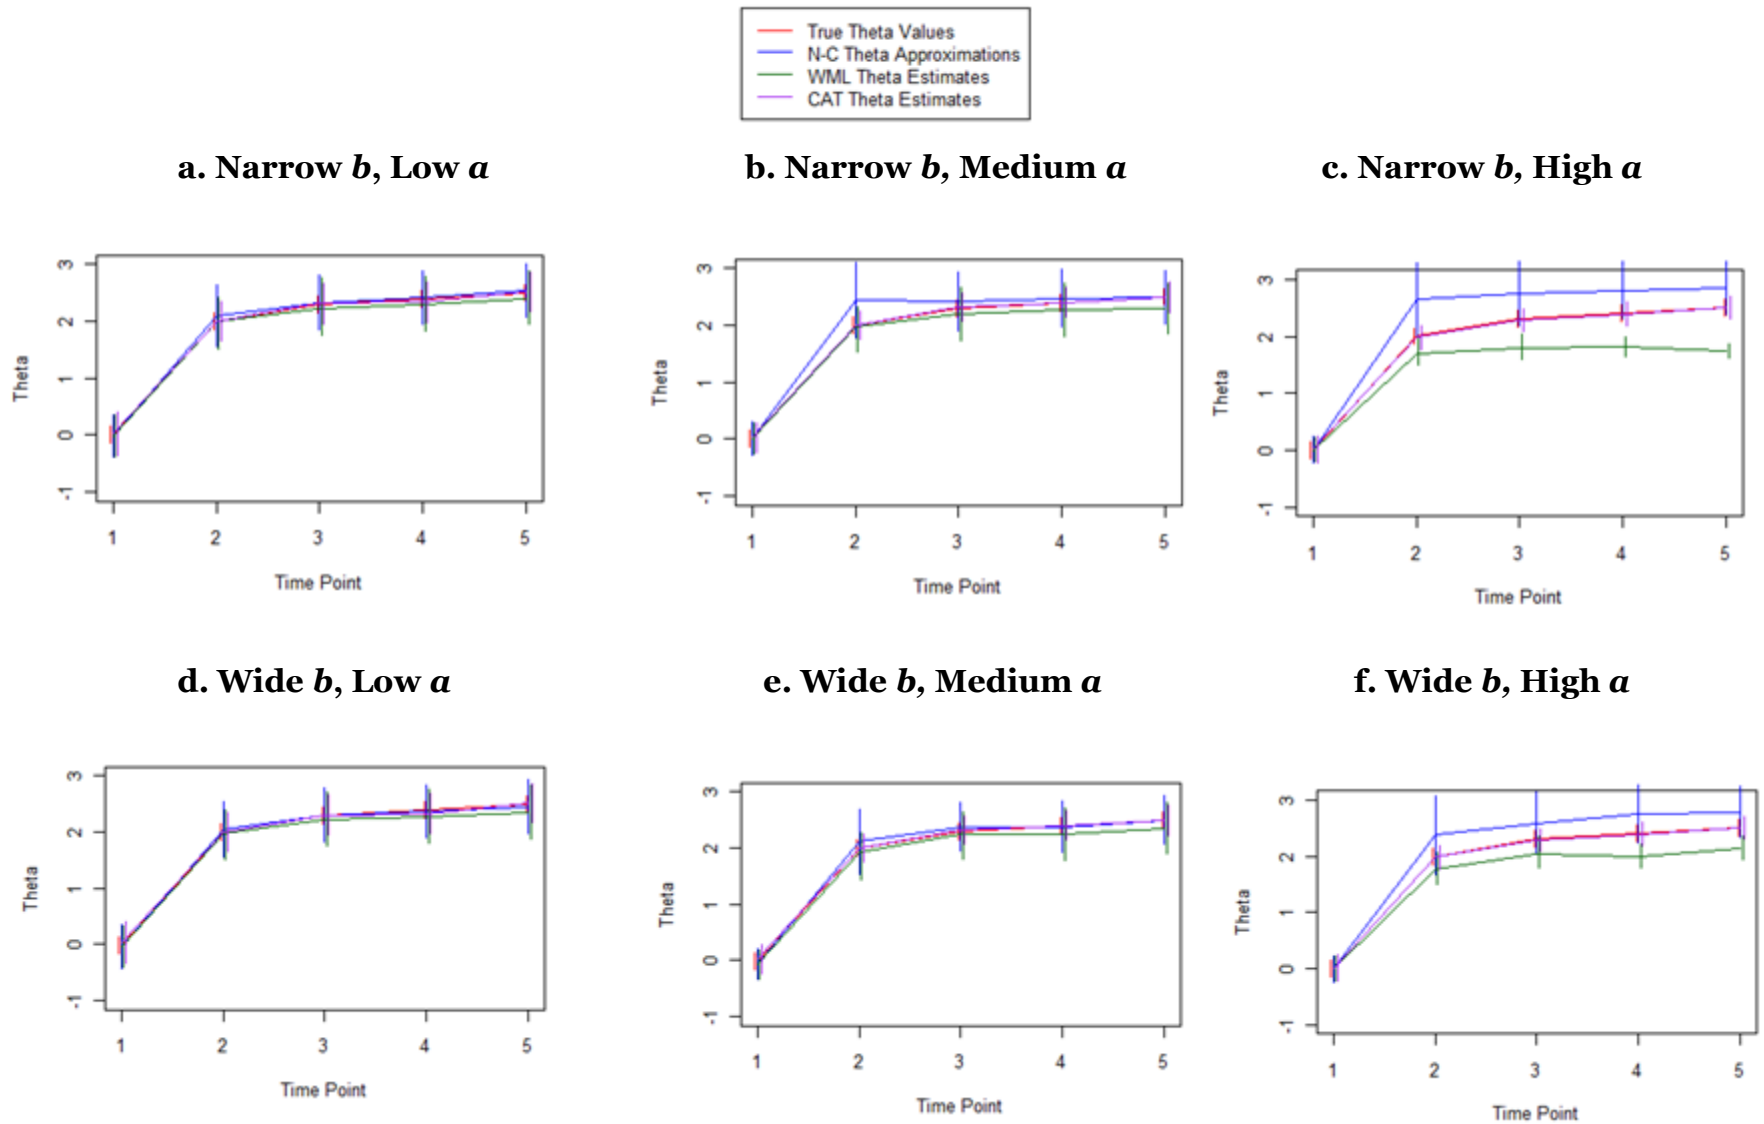 True Theta Values
N-C Theta Approximations
WML Theta Estimates
CAT Theta Estimates
a. Narrow b, Low a
b. Narrow b, Medium a
c. Narrow b, High a
3
2
1
0
-1
Theta
1 2 3 4 5
Time Point
3
2
1
0
-1
Theta
1 2 3 4 5
Time Point
3
2
1
0
-1
Theta
1 2 3 4 5
Time Point
d. Wide b, Low a
e. Wide b, Medium a
f. Wide b, High a
3
2
1
0
-1
Theta
1 2 3 4 5
Time Point
3
2
1
0
-1
Theta
1 2 3 4 5
Time Point
3
2
1
0
-1
Theta
1 2 3 4 5
Time Point